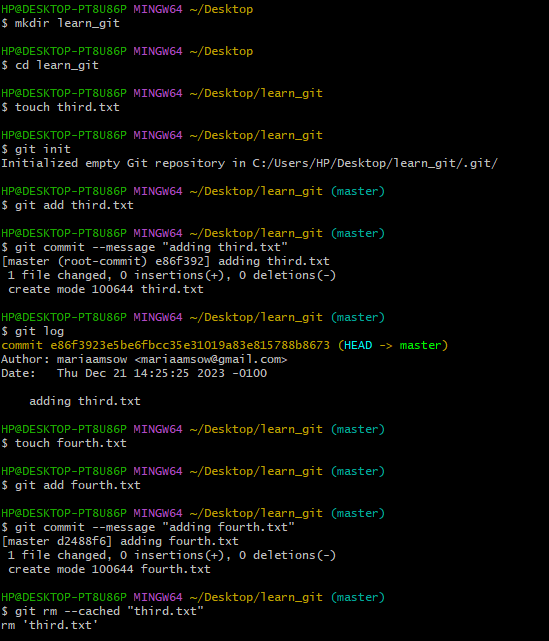 HP@DESKTOP-PT8U86P MINGW64 ~/Desktop
$ mkdir learn_git
HP@DESKTOP-PT8U86P MINGW64 ~/Desktop
$ cd learn_git
HP@DESKTOP-PT8U86P MINGW64 ~/Desktop/learn_git
$ touch third.txt
HP@DESKTOP-PT8U86P MINGW64 ~/Desktop/learn_git
$ git init
Initialized empty Git repository in C:/Users/HP/Desktop/learn_git/.git/
HP@DESKTOP-PT8U86P MINGW64 ~/Desktop/learn_git (master)
$ git add third.txt
HP@DESKTOP-PT8U86P MINGW64 ~/Desktop/learn_git (master)
$ git commit --message "adding third.txt"
[master (root-commit) e86f392] adding third.txt
 1 file changed, 0 insertions(+), 0 deletions(-)
 create mode 100644 third.txt
HP@DESKTOP-PT8U86P MINGW64 ~/Desktop/learn_git (master)
$ git log
commit e86f3923e5be6fbcc35e31019a83e815788b8673 (HEAD -> master)
Author: mariaamsow <mariaamsow@gmail.com>
Date:   Thu Dec 21 14:25:25 2023 -0100
    adding third.txt
HP@DESKTOP-PT8U86P MINGW64 ~/Desktop/learn_git (master)
$ touch fourth.txt
HP@DESKTOP-PT8U86P MINGW64 ~/Desktop/learn_git (master)
$ git add fourth.txt
HP@DESKTOP-PT8U86P MINGW64 ~/Desktop/learn_git (master)
$ git commit --message "adding fourth.txt"
[master d2488f6] adding fourth.txt
 1 file changed, 0 insertions(+), 0 deletions(-)
 create mode 100644 fourth.txt
HP@DESKTOP-PT8U86P MINGW64 ~/Desktop/learn_git (master)
$ git rm --cached "third.txt"
rm 'third.txt'